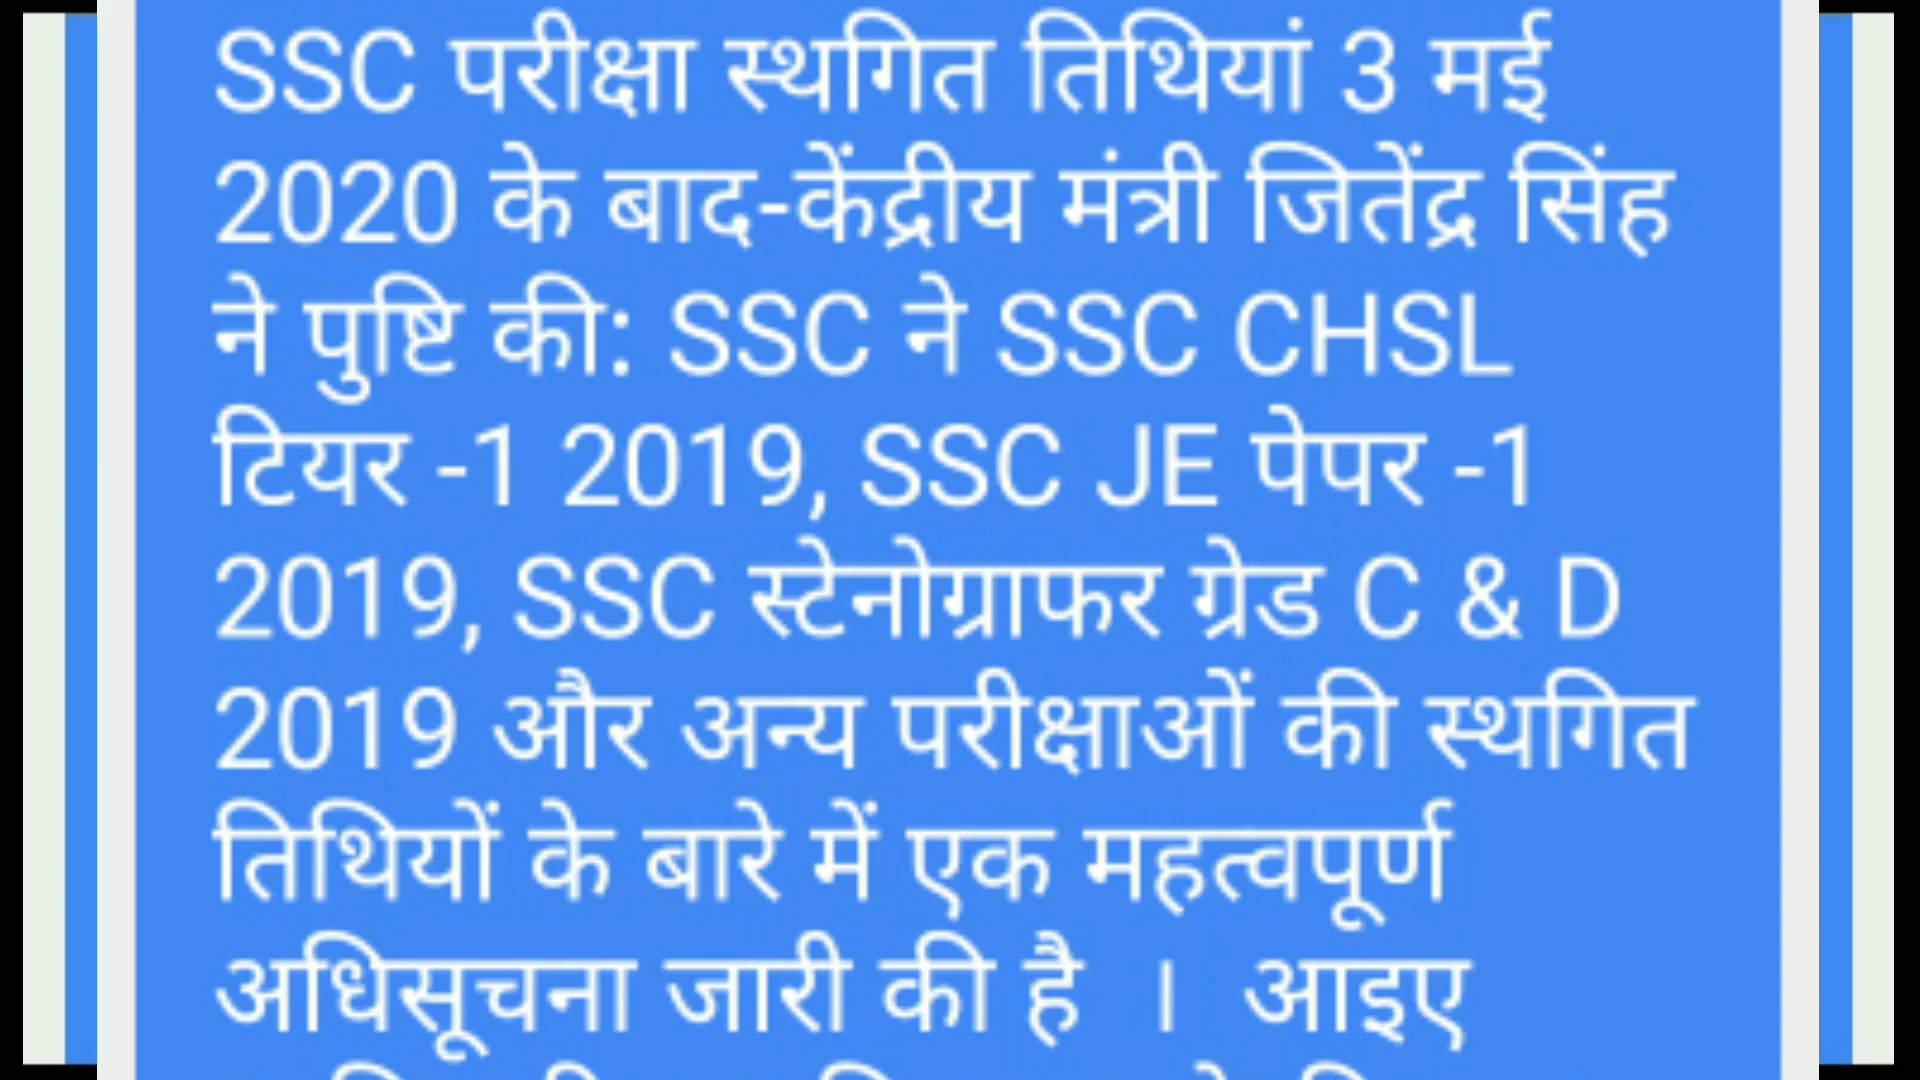 SSC परीक्षा स्थगित तिथियां 3 मई
2020 के बाद-केंद्रीय मंत्री जितेंद्र सिंह
ने पुष्टि की: SSC ने SSC CHSL
टियर -1 2019, SSC JE पेपर -1
2019, SSC स्टेनोग्राफर ग्रेड C & D
2019 और अन्य परीक्षाओं की स्थगित
तिथियों के बारे में एक महत्वपूर्ण
अधिसूचना जारी की है । आइए